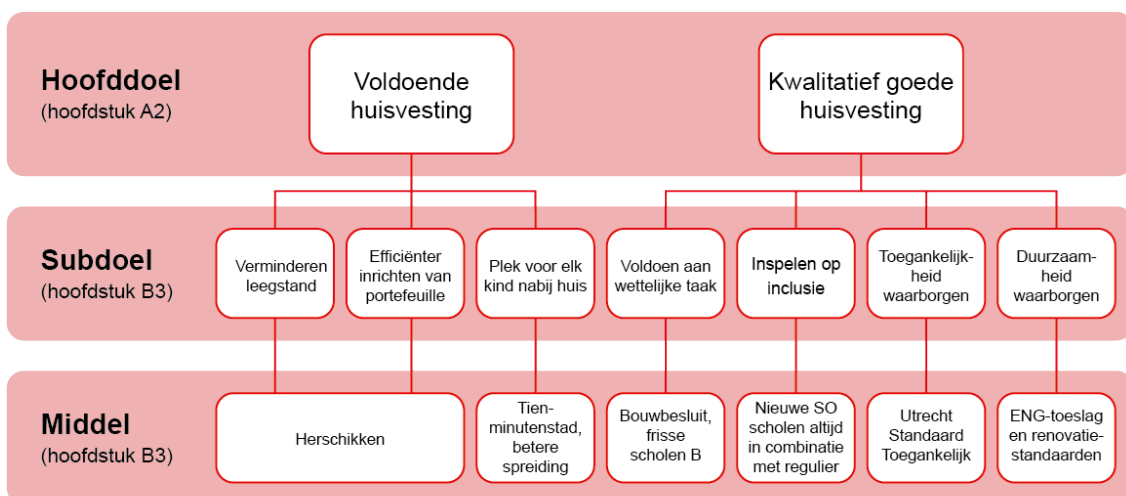 Hoofddoel
(hoofdstuk A2)
Voldoende
huisvesting
Kwalitatief goede
huisvesting
Subdoel
(hoofdstuk B3)
Verminderen
leegstand
Efficiënter
inrichten van
portefeuille
Plek voor elk
kind nabij huis
Voldoen aan
wettelijke taak
Inspelen op
inclusie
Toegankelijk-
heid
waarborgen
Duurzaam-
heid
waarborgen
Middel
(hoofdstuk B3)
Herschikken
Tien-
minutenstad,
betere
spreiding
Bouwbesluit,
frisse
scholen B
Nieuwe SO
scholen altijd
in combinatie
met regulier
Utrecht
Standaard
Toegankelijk
ENG-toeslag
en renovatie-
standaarden